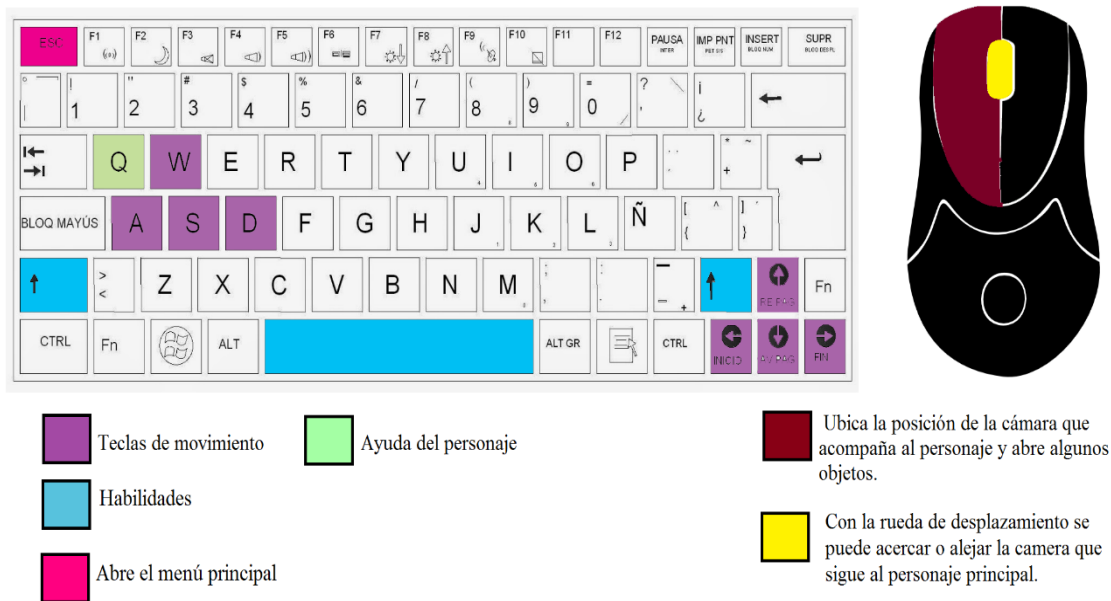 ESC F1 F2 F3 F4 F5 F6 F7 F8 F9 F10 F11 F12 PAUSA IMP PNT INSERT SUPR
INTER PET SIS BLOQ NUM BLOQ DESPL
! " # $ % & / ( ) = ? \ ¡
| 1 2 3 4 5 6 7 8 9 0 ' ¿
Q W E R T Y U I O P * ~ +
BLOQ MAYÚS A S D F G H J K L Ñ [ ^ { ] }
> < Z X C V B N M ; : _ RE PAG Fn
CTRL Fn ALT ALT GR CTRL INICIO AV PAG FIN
Teclas de movimiento
Ayuda del personaje
Habilidades
Abre el menú principal
Ubica la posición de la cámara que
acompaña al personaje y abre algunos
objetos.
Con la rueda de desplazamiento se
puede acercar o alejar la camera que
sigue al personaje principal.